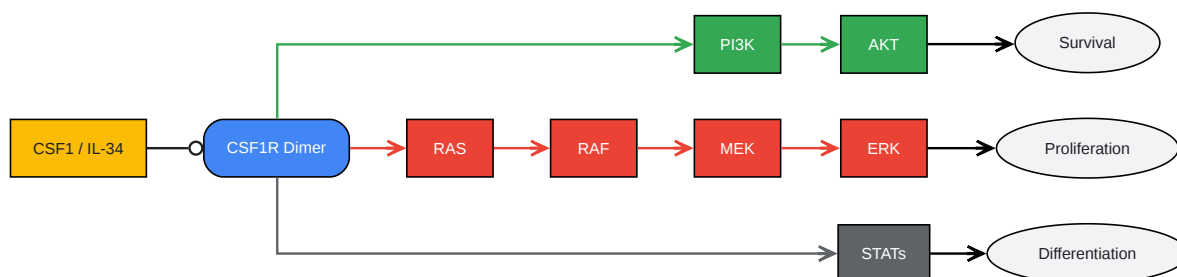 PI3K
AKT
Survival
CSF1 / IL-34
CSF1R Dimer
RAS
RAF
MEK
ERK
Proliferation
STATs
Differentiation